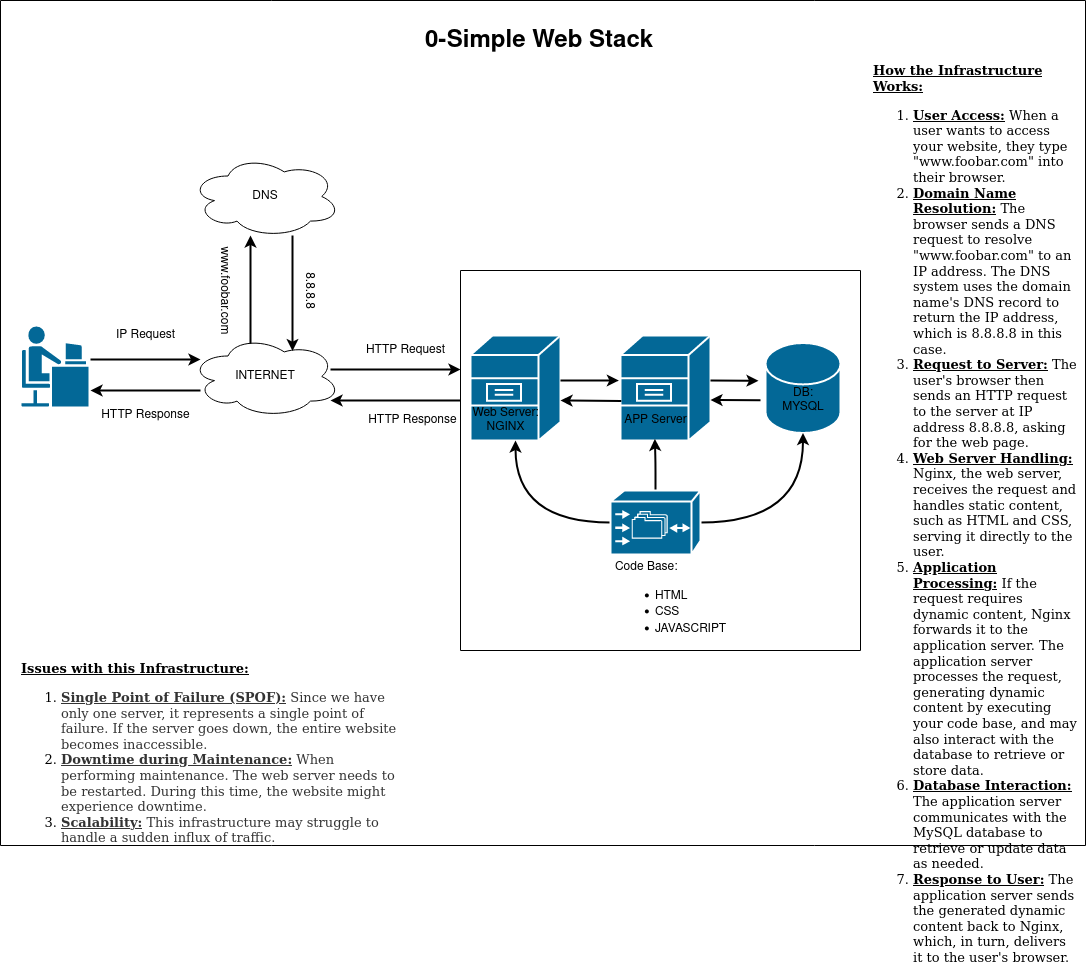 0-Simple Web Stack
DNS
www.foobar.com
8.8.8.8
IP Request
HTTP Response
INTERNET
HTTP Request
HTTP Response
Web Server:
NGINX
APP Server
DB:
MYSQL
Code Base:
• HTML
• CSS
• JAVASCRIPT
Issues with this Infrastructure:
1. Single Point of Failure (SPOF): Since we have
only one server, it represents a single point of
failure. If the server goes down, the entire website
becomes inaccessible.
2. Downtime during Maintenance: When
performing maintenance. The web server needs to
be restarted. During this time, the website might
experience downtime.
3. Scalability: This infrastructure may struggle to
handle a sudden influx of traffic.
How the Infrastructure
Works:
1. User Access: When a
user wants to access
your website, they type
"www.foobar.com" into
their browser.
2. Domain Name
Resolution: The
browser sends a DNS
request to resolve
"www.foobar.com" to an
IP address. The DNS
system uses the domain
name's DNS record to
return the IP address,
which is 8.8.8.8 in this
case.
3. Request to Server: The
user's browser then
sends an HTTP request
to the server at IP
address 8.8.8.8, asking
for the web page.
4. Web Server Handling:
Nginx, the web server,
receives the request and
handles static content,
such as HTML and CSS,
serving it directly to the
user.
5. Application
Processing: If the
request requires
dynamic content, Nginx
forwards it to the
application server. The
application server
processes the request,
generating dynamic
content by executing
your code base, and may
also interact with the
database to retrieve or
store data.
6. Database Interaction:
The application server
communicates with the
MySQL database to
retrieve or update data
as needed.
7. Response to User: The
application server sends
the generated dynamic
content back to Nginx,
which, in turn, delivers
it to the user's browser.